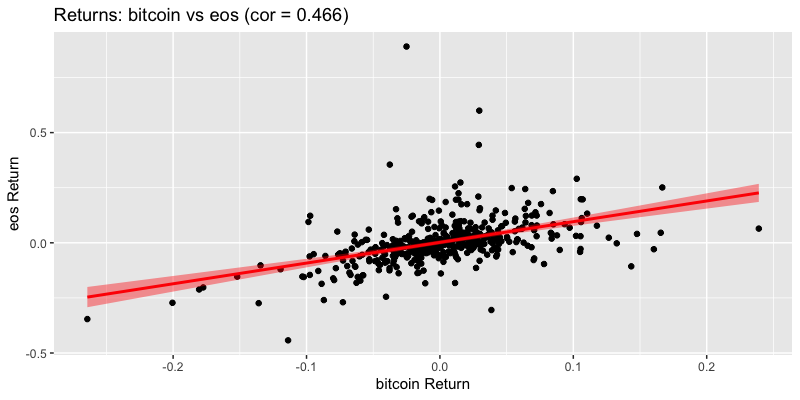 Returns: bitcoin vs eos (cor = 0.466)
eos Return
0.5
0.0
-0.5
-0.2
-0.1
0.0
0.1
0.2
bitcoin Return